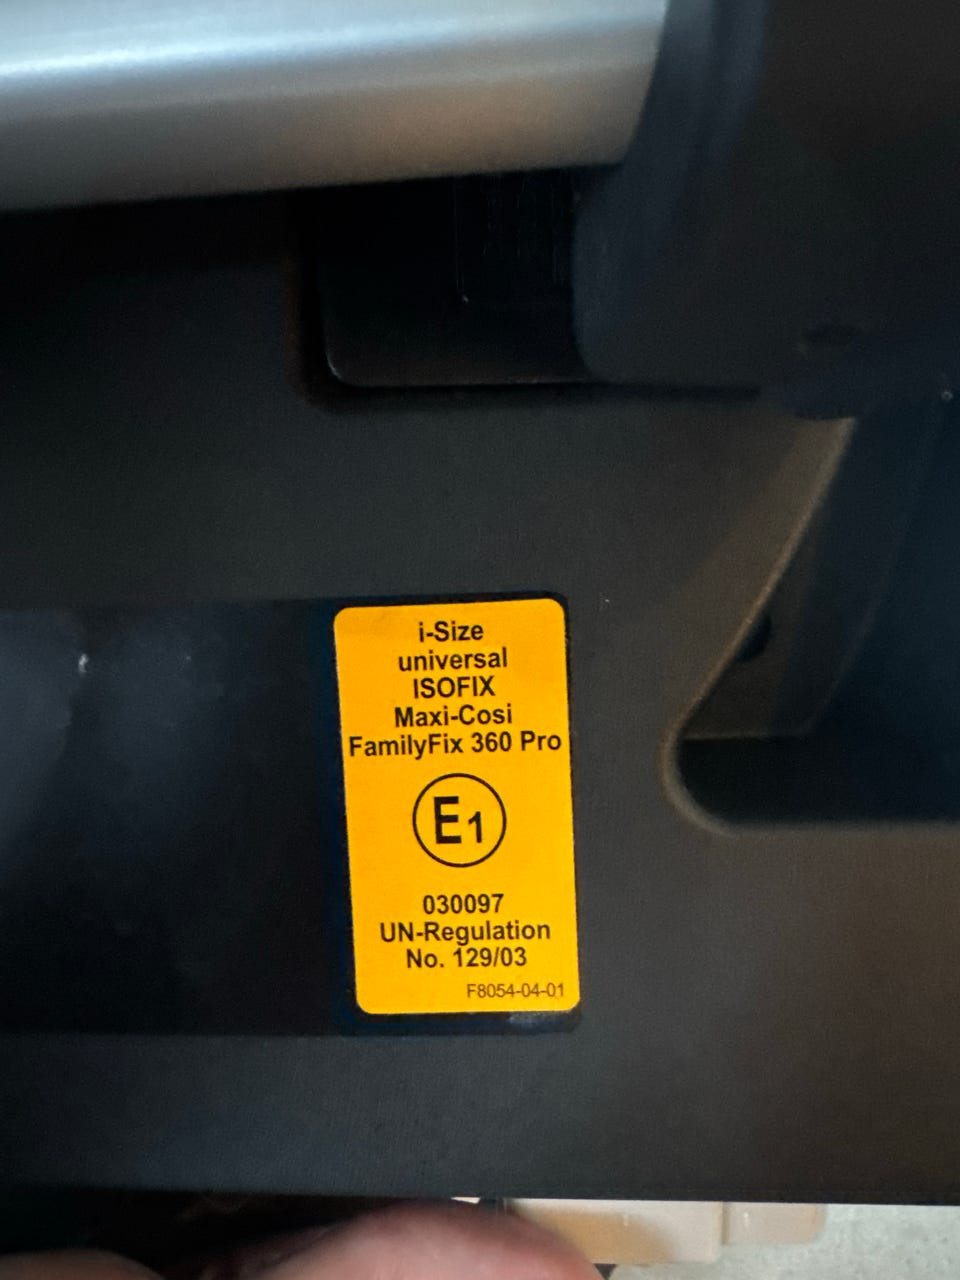 i-Size
universal
ISOFIX
Maxi-Cosi
FamilyFix 360 Pro
E1
030097
UN-Regulation
No. 129/03
F8054-04-01